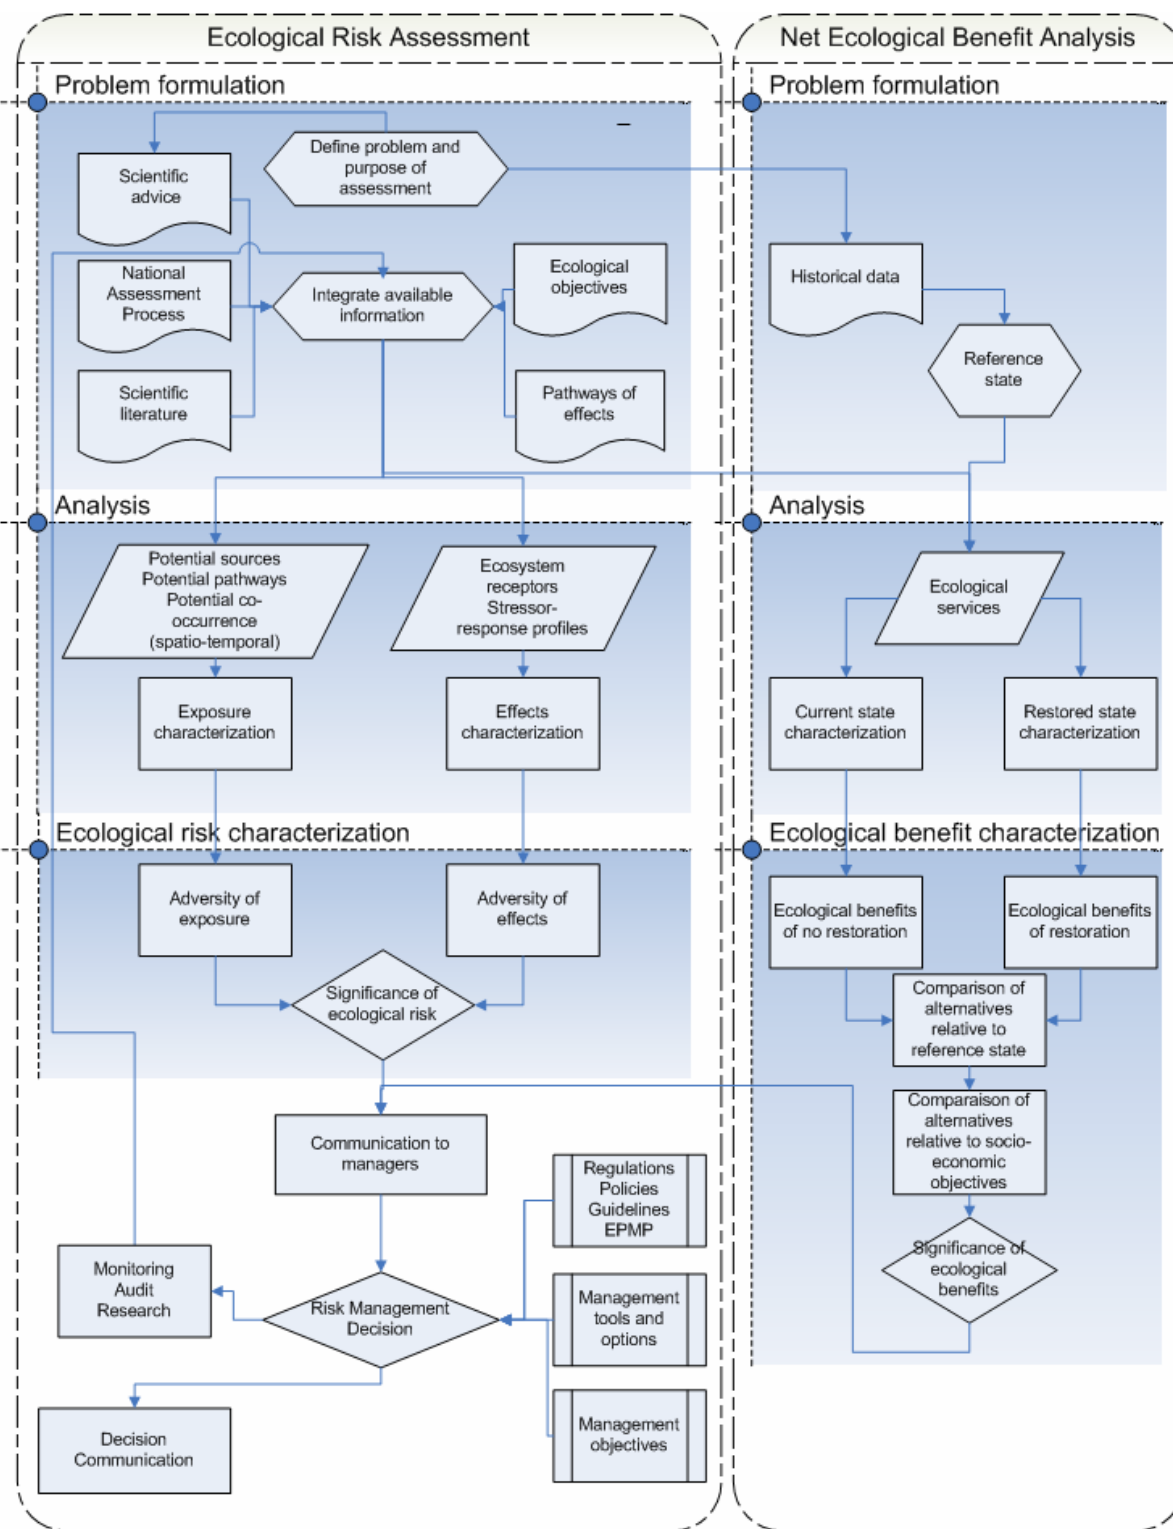 Ecological Risk Assessment
Problem formulation
Define problem and
purpose of
assessment
Scientific
advice
National
Assessment
Process
Integrate available
information
Ecological
objectives
Scientific
literature
Pathways of
effects
Analysis
Potential sources
Potential pathways
Potential co-
occurrence
(spatio-temporal)
Ecosystem
receptors
Stressor-
response profiles
Exposure
characterization
Effects
characterization
Ecological risk characterization
Adversity of
exposure
Adversity of
effects
Significance of
ecological risk
Communication to
managers
Regulations
Policies
Guidelines
EPMP
Monitoring
Audit
Research
Risk Management
Decision
Management
tools and
options
Decision
Communication
Management
objectives
Net Ecological Benefit Analysis
Problem formulation
Historical data
Reference
state
Analysis
Ecological
services
Current state
characterization
Restored state
characterization
Ecological benefit characterization
Ecological benefits
of no restoration
Ecological benefits
of restoration
Comparison of
alternatives
relative to
reference state
Comparaison of
alternatives
relative to socio-
economic
objectives
Significance of
ecological
benefits